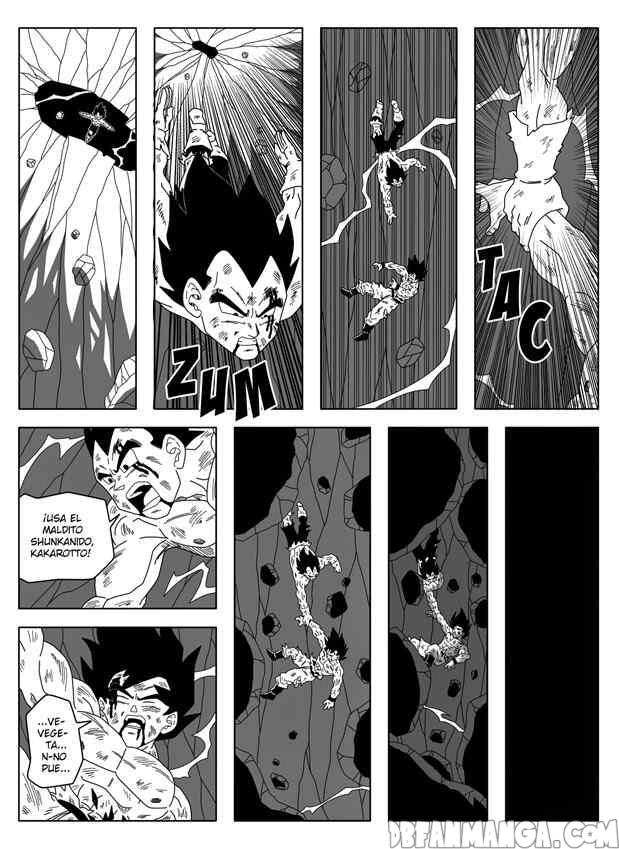 ZUM
TAC
¡USA EL
MALDITO
SHUNKANIDO,
KAKAROTTO!
...VE-
VEGE-
TA...
N-NO
PUE...
DBFANMANGA.COM